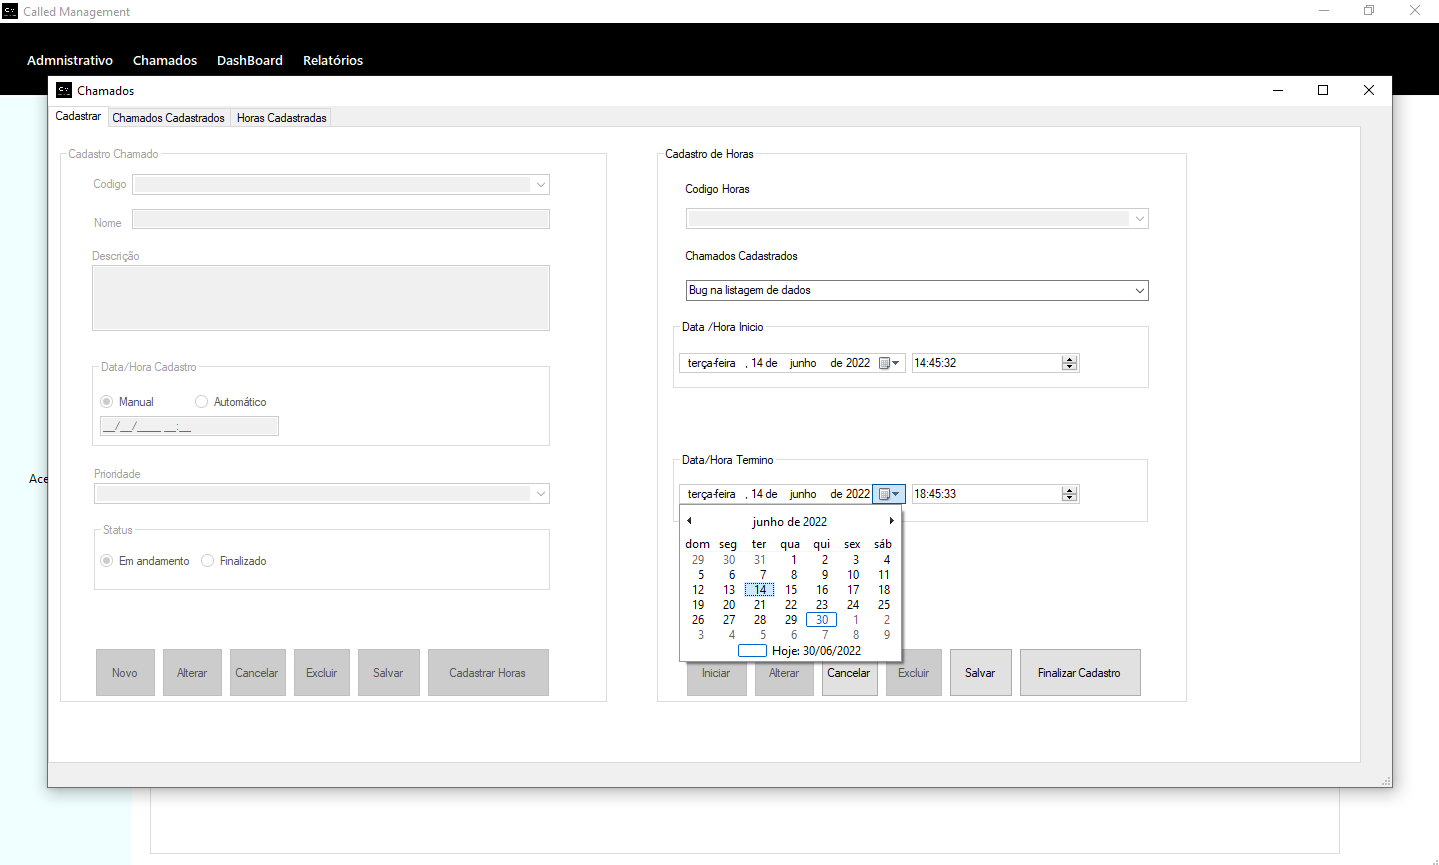 Called Management
Admnistrativo Chamados DashBoard Relatórios
Chamados
Cadastrar Chamados Cadastrados Horas Cadastradas
Cadastro Chamado
Codigo
Nome
Descrição
Data/Hora Cadastro
Manual Automático
__/__/____ __:__
Prioridade
Status
Em andamento Finalizado
Novo Alterar Cancelar Excluir Salvar Cadastrar Horas
Cadastro de Horas
Codigo Horas
Chamados Cadastrados
Bug na listagem de dados
Data /Hora Inicio
terça-feira , 14 de junho de 2022 14:45:32
Data/Hora Termino
terça-feira , 14 de junho de 2022 18:45:33
junho de 2022
dom seg ter qua qui sex sáb
29 30 31 1 2 3 4
5 6 7 8 9 10 11
12 13 14 15 16 17 18
19 20 21 22 23 24 25
26 27 28 29 30 1 2
3 4 5 6 7 8 9
Hoje: 30/06/2022
Iniciar Alterar Cancelar Excluir Salvar Finalizar Cadastro
Ace